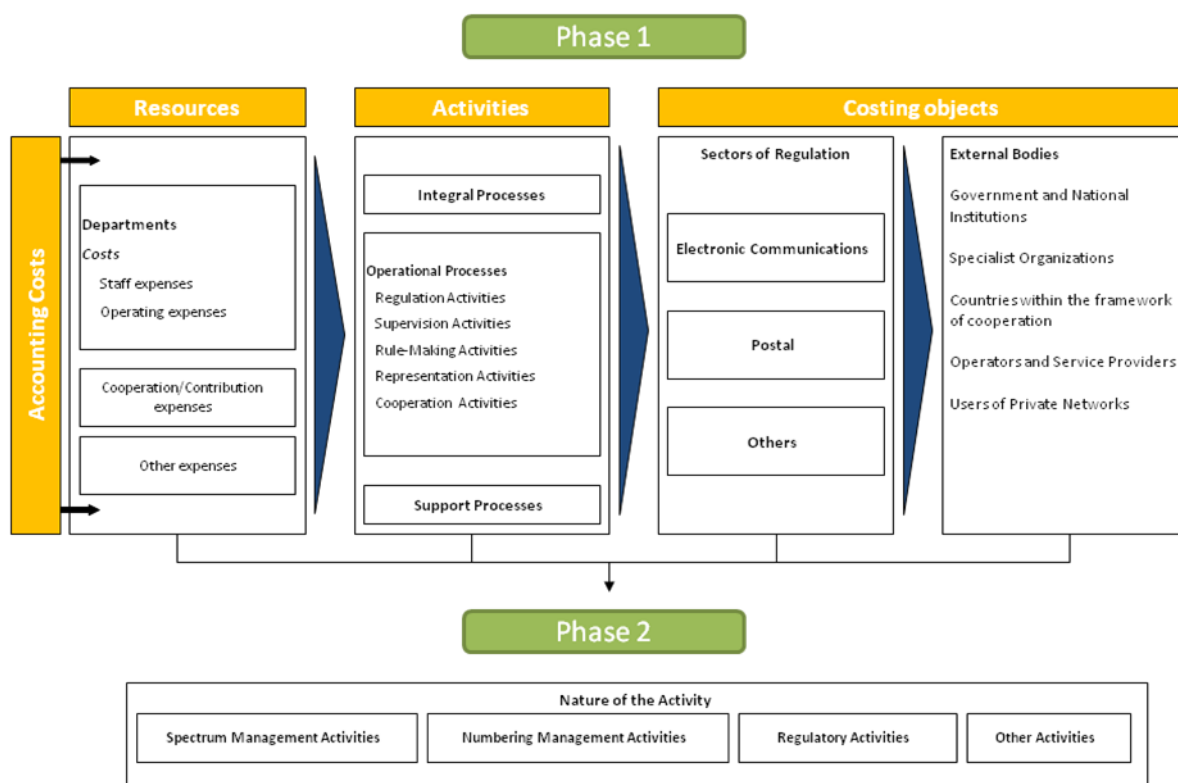 Phase 1
Resources
Activities
Costing objects
Accounting Costs
Departments
Costs
Staff expenses
Operating expenses
Cooperation/Contribution
expenses
Other expenses
Integral Processes
Operational Processes
Regulation Activities
Supervision Activities
Rule-Making Activities
Representation Activities
Cooperation Activities
Support Processes
Sectors of Regulation
Electronic Communications
Postal
Others
External Bodies
Government and National
Institutions
Specialist Organizations
Countries within the framework
of cooperation
Operators and Service Providers
Users of Private Networks
Phase 2
Nature of the Activity
Spectrum Management Activities
Numbering Management Activities
Regulatory Activities
Other Activities